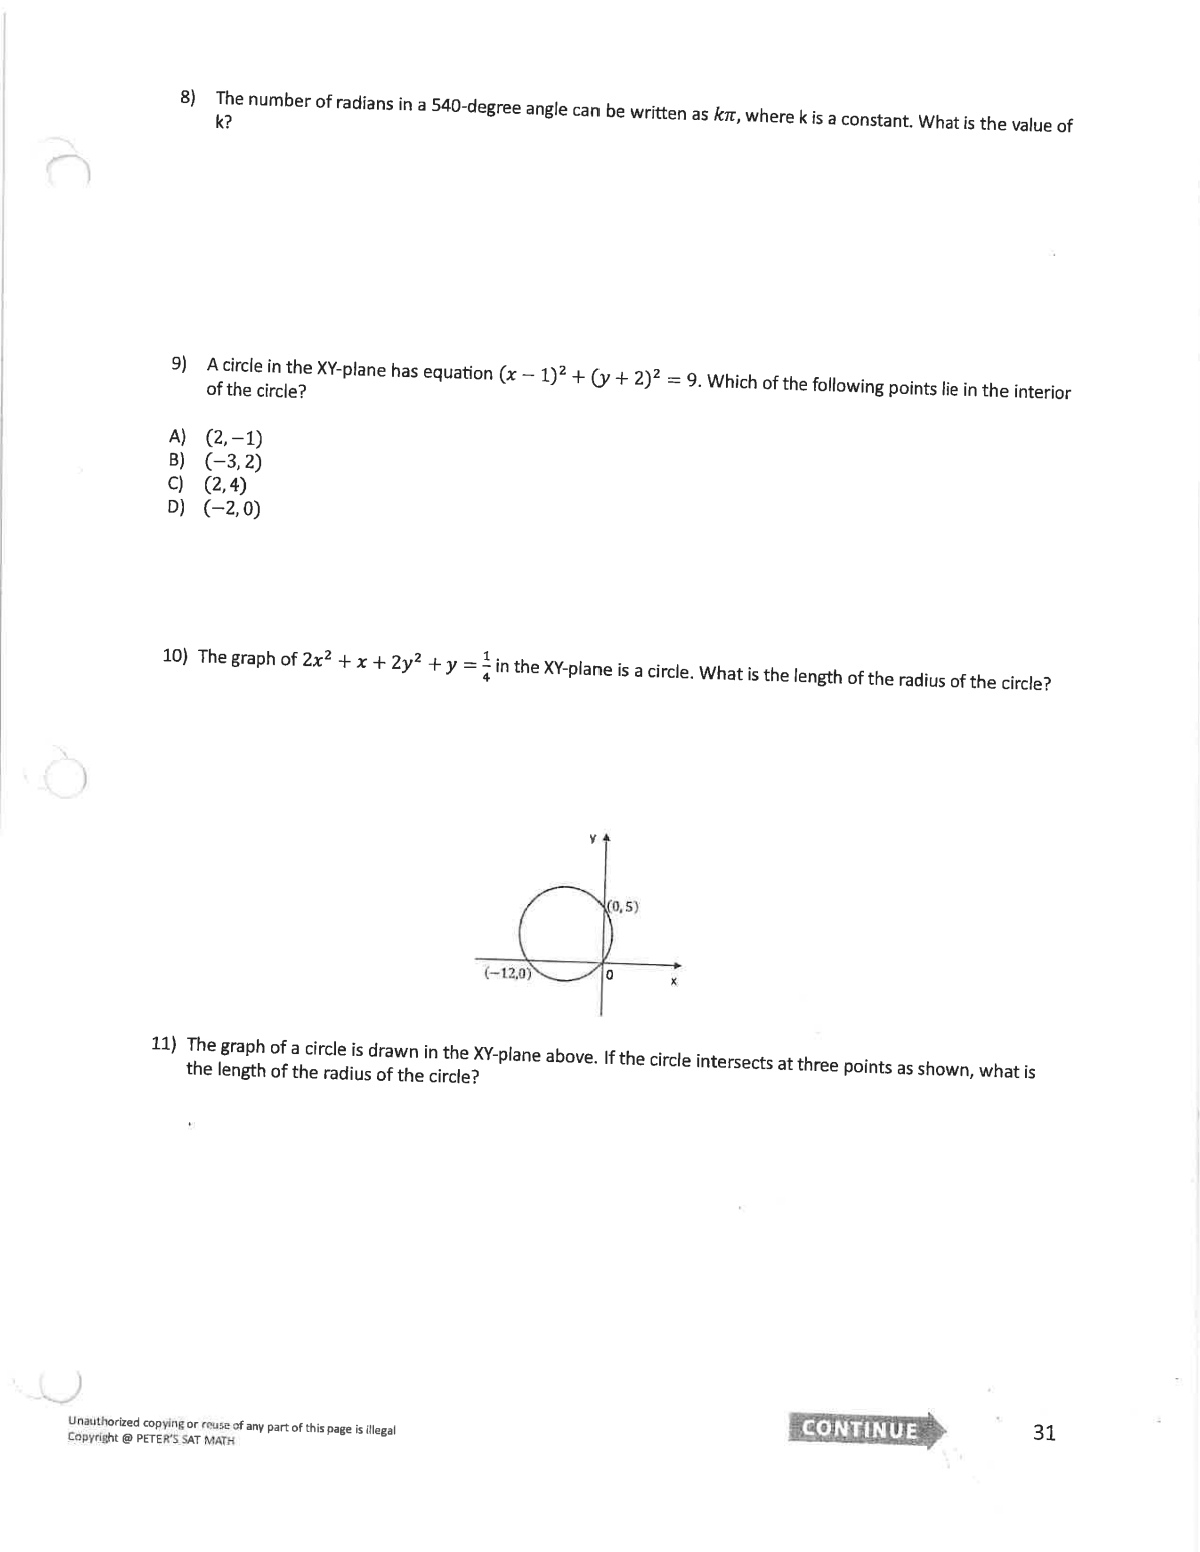 8) The number of radians in a 540-degree angle can be written as kπ, where k is a constant. What is the value of
k?
9) A circle in the XY-plane has equation (x − 1)² + (y + 2)² = 9. Which of the following points lie in the interior
of the circle?
A) (2, −1)
B) (−3, 2)
C) (2, 4)
D) (−2, 0)
10) The graph of 2x² + x + 2y² + y = 1/4 in the XY-plane is a circle. What is the length of the radius of the circle?
y
(0, 5)
(−12,0)
0
x
11) The graph of a circle is drawn in the XY-plane above. If the circle intersects at three points as shown, what is
the length of the radius of the circle?
Unauthorized copying or reuse of any part of this page is illegal
Copyright @ PETER'S SAT MATH
CONTINUE
31